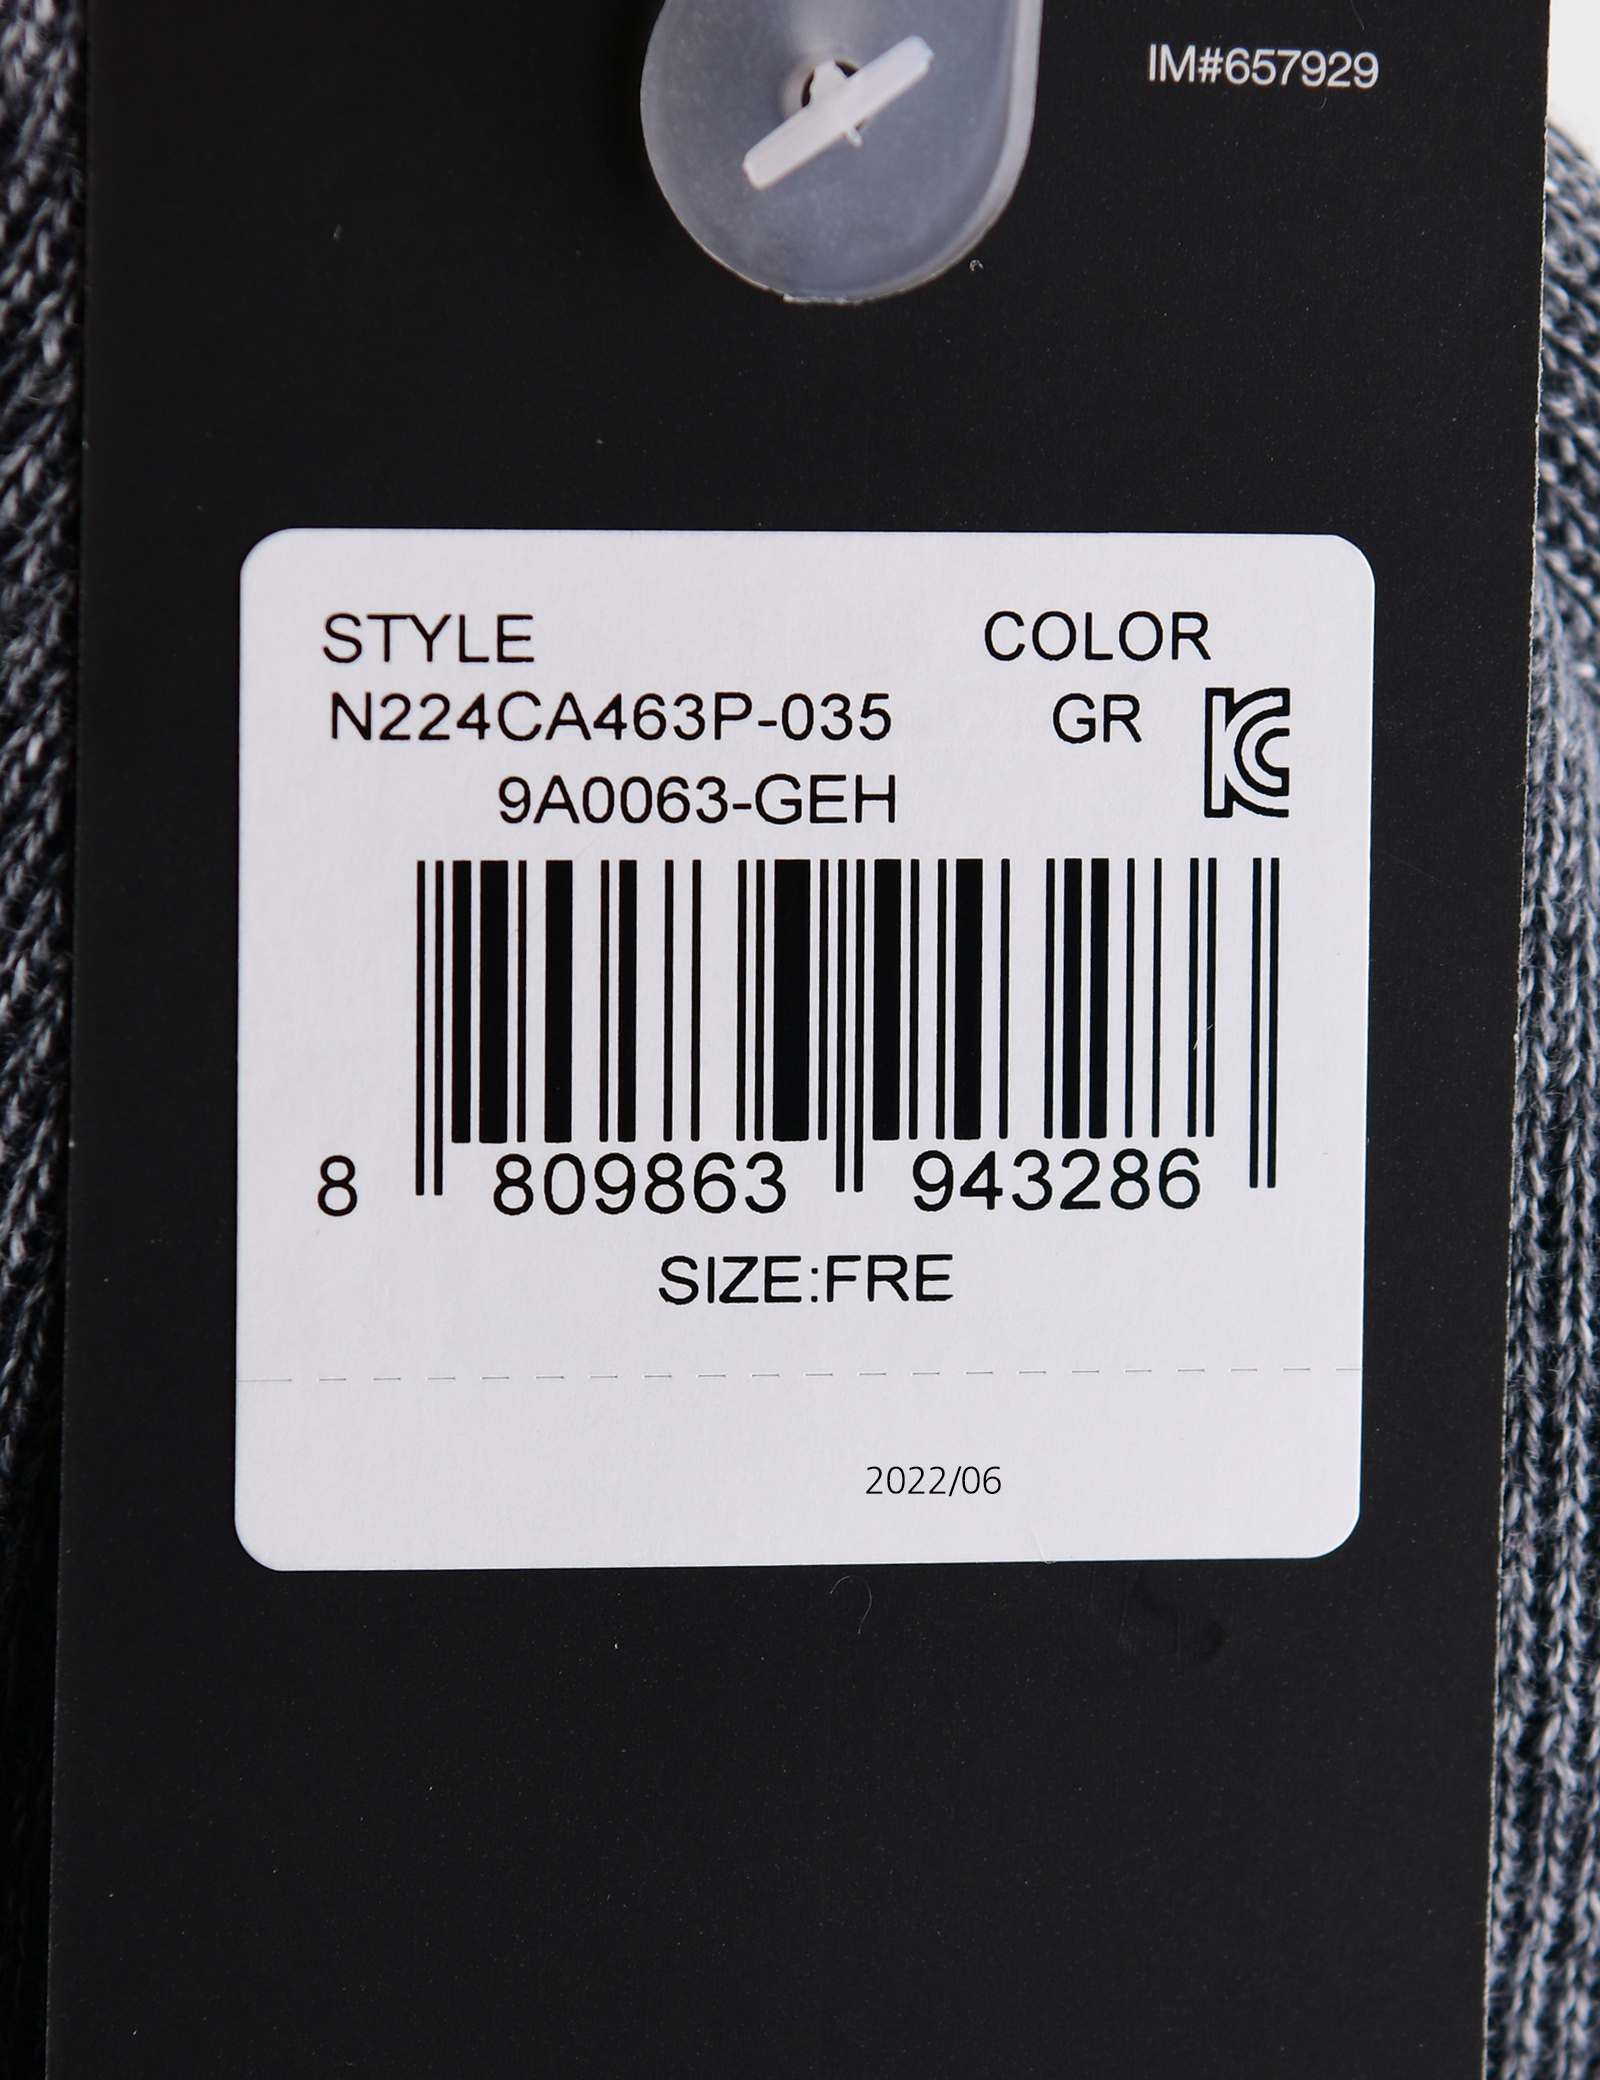 IM#657929
STYLE COLOR
N224CA463P-035 GR
9A0063-GEH
8 809863 943286
SIZE:FRE
2022/06